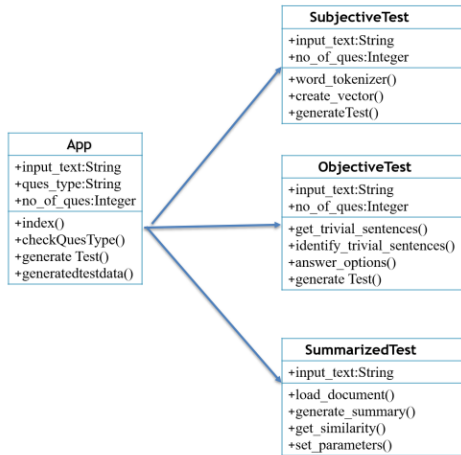 SubjectiveTest
+input_text:String
+no_of_ques:Integer
+word_tokenizer()
+create_vector()
+generateTest()
App
+input_text:String
+ques_type:String
+no_of_ques:Integer
+index()
+checkQuesType()
+generate Test()
+generatedtestdata()
ObjectiveTest
+input_text:String
+no_of_ques:Integer
+get_trivial_sentences()
+identify_trivial_sentences()
+answer_options()
+generate Test()
SummarizedTest
+input_text:String
+load_document()
+generate_summary()
+get_similarity()
+set_parameters()